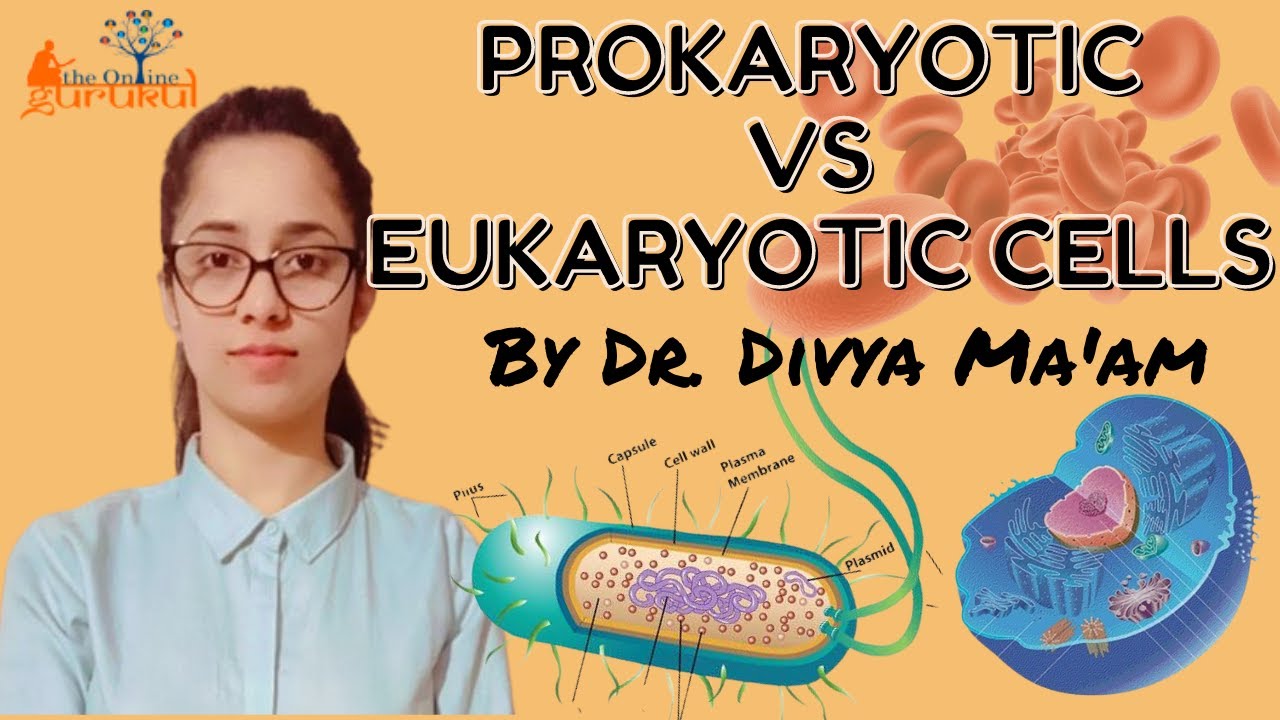 the Online
gurukul
PROKARYOTIC
VS
EUKARYOTIC CELLS
By Dr. Divya Ma'am
Capsule
Cell wall
Plasma
Membrane
Pilus
Plasmid